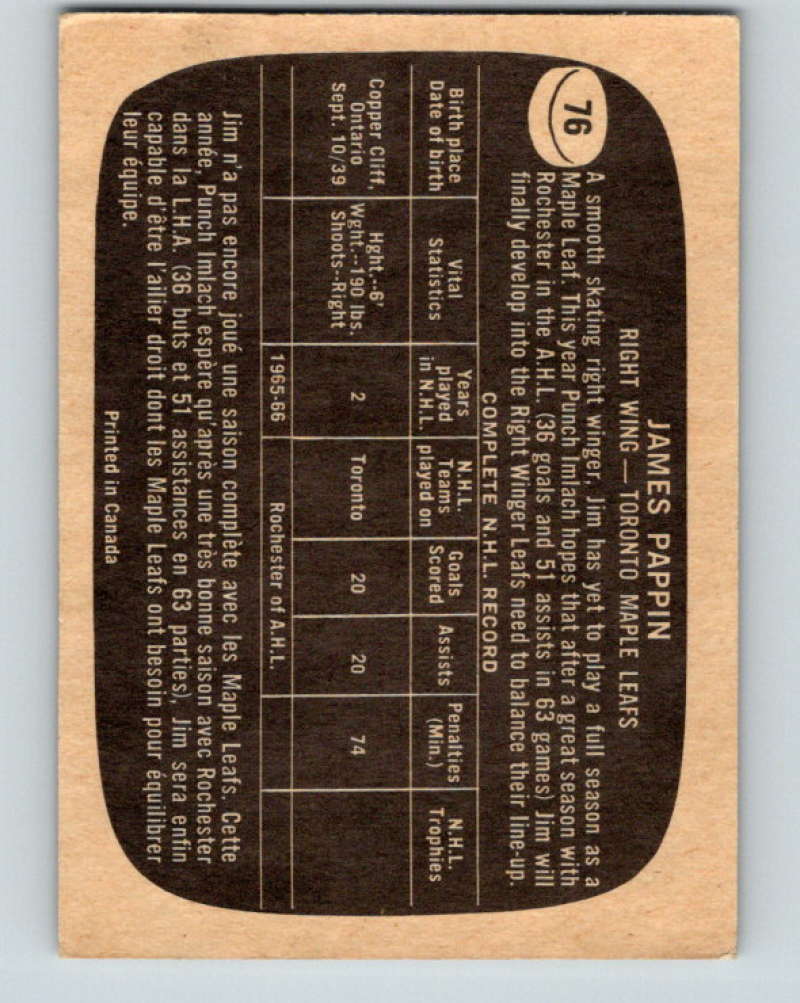 JAMES PAPPIN
RIGHT WING — TORONTO MAPLE LEAFS
76
A smooth skating right winger, Jim has yet to play a full season as a
Maple Leaf. This year Punch Imlach hopes that after a great season with
Rochester in the A.H.L. (36 goals and 51 assists in 63 games) Jim will
finally develop into the Right Winger Leafs need to balance their line-up.
COMPLETE N.H.L. RECORD
Birth place
Date of birth
Vital
Statistics
Years
played
in N.H.L.
N.H.L.
Teams
played on
Goals
Scored
Assists
Penalties
(Min.)
N.H.L.
Trophies
Copper Cliff,
Ontario
Sept. 10/39
Hght.--6'
Wght.--190 lbs.
Shoots--Right
2
Toronto
20
20
74
1965-66
Rochester of A.H.L.
Jim n'a pas encore joué une saison complète avec les Maple Leafs. Cette
année, Punch Imlach espère qu'après une très bonne saison avec Rochester
dans la L.H.A. (36 buts et 51 assistances en 63 parties), Jim sera enfin
capable d'être l'ailier droit dont les Maple Leafs ont besoin pour équilibrer
leur équipe.
Printed in Canada